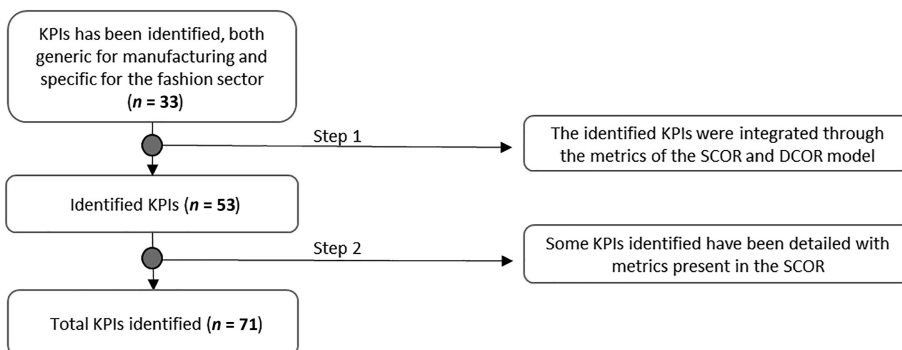 KPIs has been identified, both
generic for manufacturing and
specific for the fashion sector
(n = 33)
Step 1
The identified KPIs were integrated through
the metrics of the SCOR and DCOR model
Identified KPIs (n = 53)
Step 2
Some KPIs identified have been detailed with
metrics present in the SCOR
Total KPIs identified (n = 71)